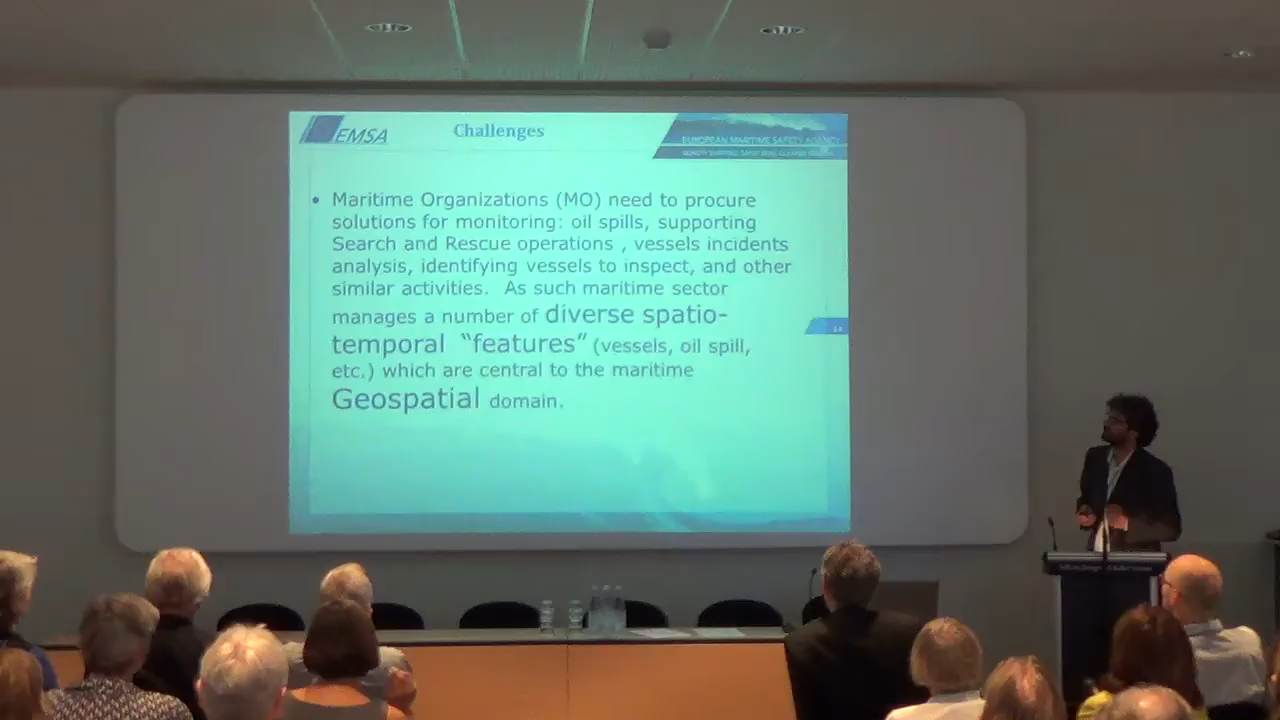 EMSA
Challenges
EUROPEAN MARITIME SAFETY AGENCY
• Maritime Organizations (MO) need to procure
solutions for monitoring: oil spills, supporting
Search and Rescue operations , vessels incidents
analysis, identifying vessels to inspect, and other
similar activities. As such maritime sector
manages a number of diverse spatio-
temporal “features” (vessels, oil spill,
etc.) which are central to the maritime
Geospatial domain.
14